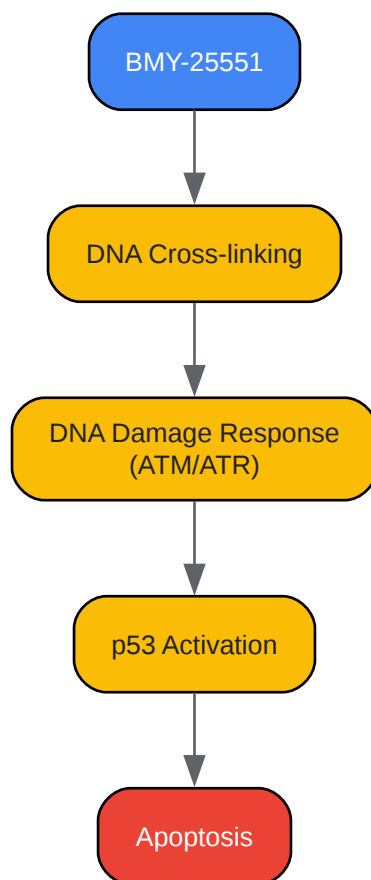 BMY-25551
DNA Cross-linking
DNA Damage Response
(ATM/ATR)
p53 Activation
Apoptosis